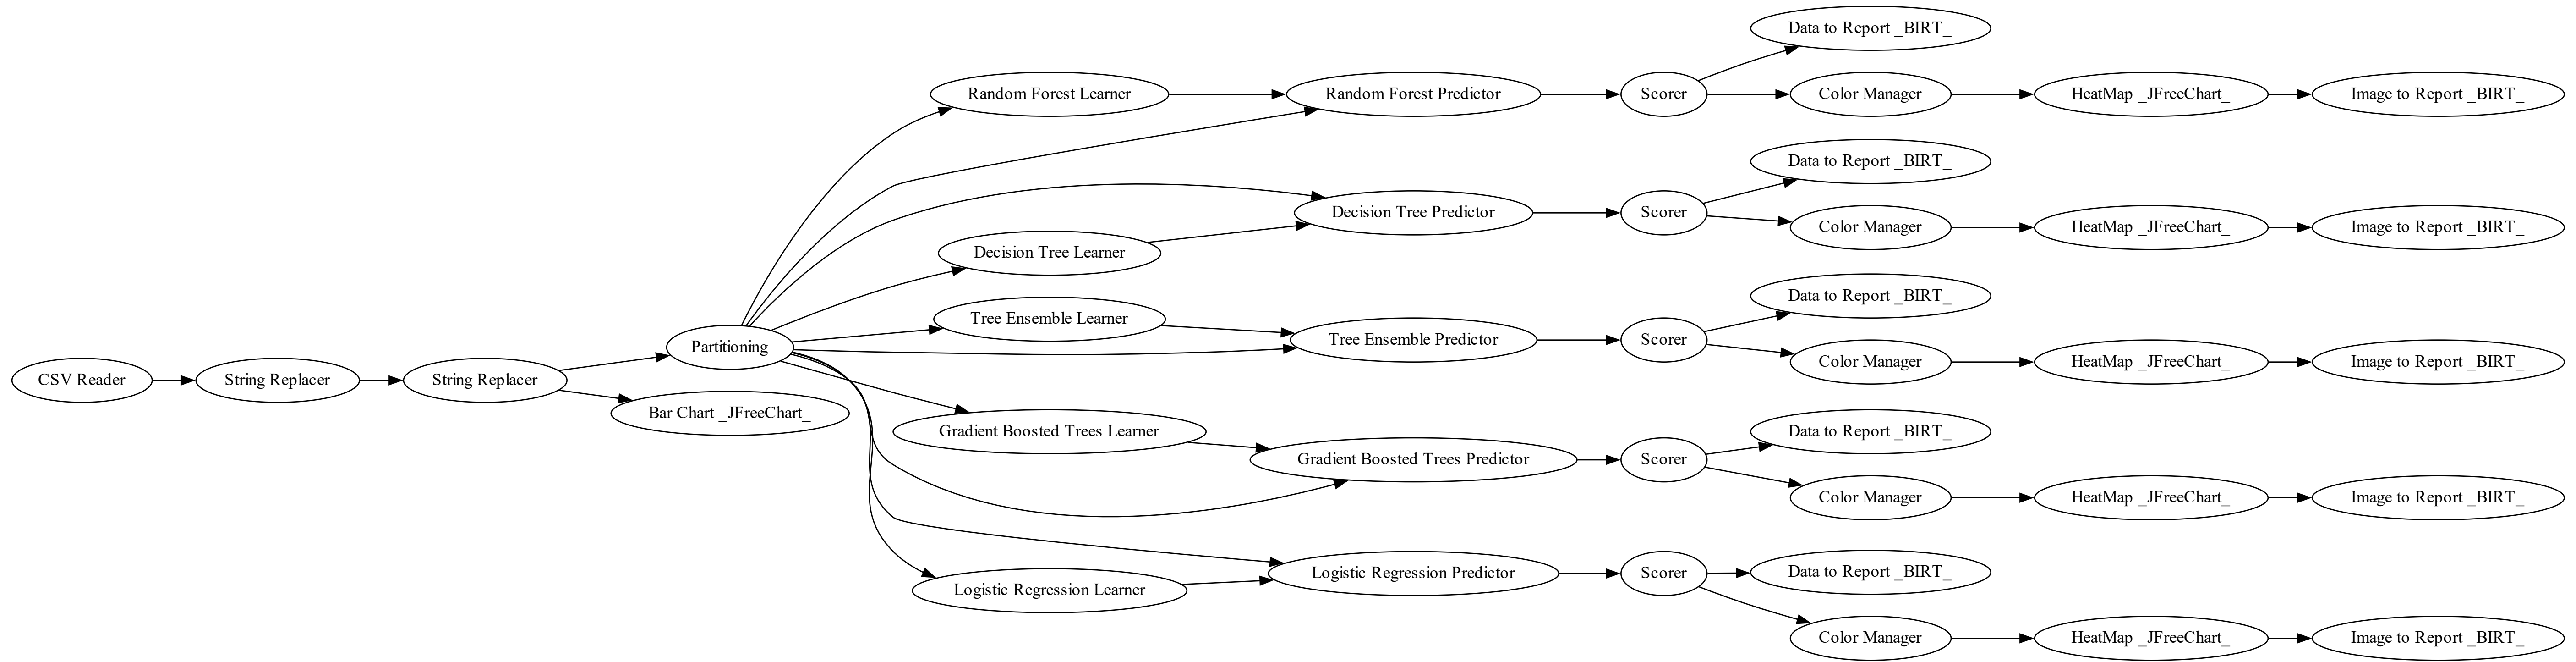 Data to Report _BIRT_
Random Forest Learner
Random Forest Predictor
Scorer
Color Manager
HeatMap _JFreeChart_
Image to Report _BIRT_
Data to Report _BIRT_
Decision Tree Predictor
Scorer
Color Manager
HeatMap _JFreeChart_
Image to Report _BIRT_
Decision Tree Learner
Data to Report _BIRT_
Tree Ensemble Learner
Tree Ensemble Predictor
Scorer
Partitioning
Color Manager
HeatMap _JFreeChart_
Image to Report _BIRT_
CSV Reader
String Replacer
String Replacer
Bar Chart _JFreeChart_
Data to Report _BIRT_
Gradient Boosted Trees Learner
Gradient Boosted Trees Predictor
Scorer
Color Manager
HeatMap _JFreeChart_
Image to Report _BIRT_
Data to Report _BIRT_
Logistic Regression Predictor
Scorer
Logistic Regression Learner
Color Manager
HeatMap _JFreeChart_
Image to Report _BIRT_